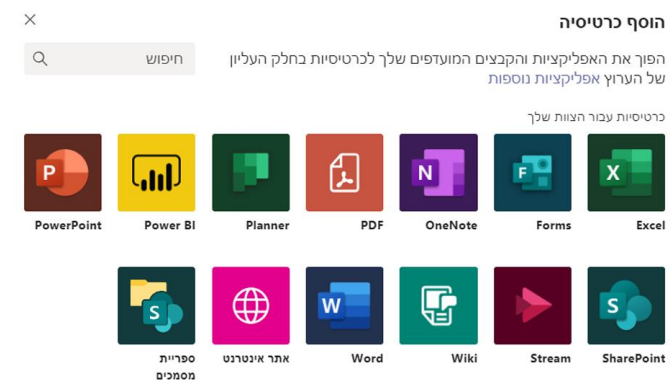 הוסף כרטיסיה
הפוך את האפליקציות והקבצים המועדפים שלך לכרטיסיות בחלק העליון
של הערוץ אפליקציות נוספות
חיפוש
כרטיסיות עבור הצוות שלך
Excel
Forms
OneNote
PDF
Planner
Power BI
PowerPoint
SharePoint
Stream
Wiki
Word
אתר אינטרנט
ספריית
מסמכים